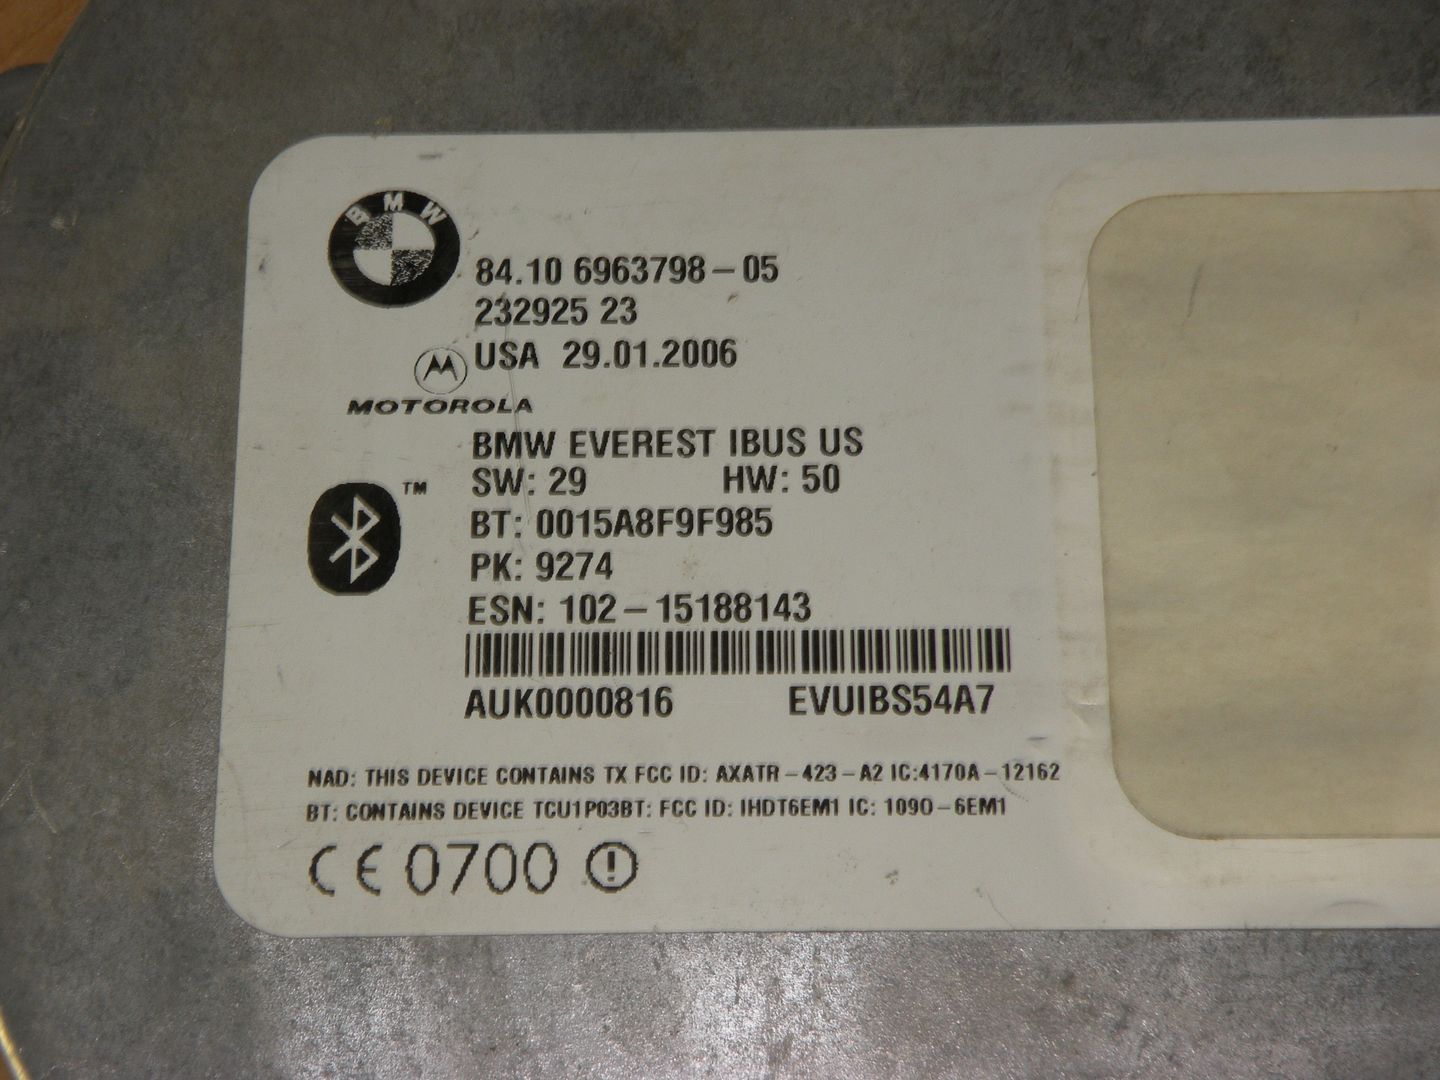 BMW
84.10 6963798-05
232925 23
USA 29.01.2006
MOTOROLA
BMW EVEREST IBUS US
SW: 29 HW: 50
TM
BT: 0015A8F9F985
PK: 9274
ESN: 102-15188143
AUK0000816 EVUIBS54A7
NAD: THIS DEVICE CONTAINS TX FCC ID: AXATR-423-A2 IC:4170A-12162
BT: CONTAINS DEVICE TCU1P03BT: FCC ID: IHDT6EM1 IC: 1090-6EM1
CE 0700